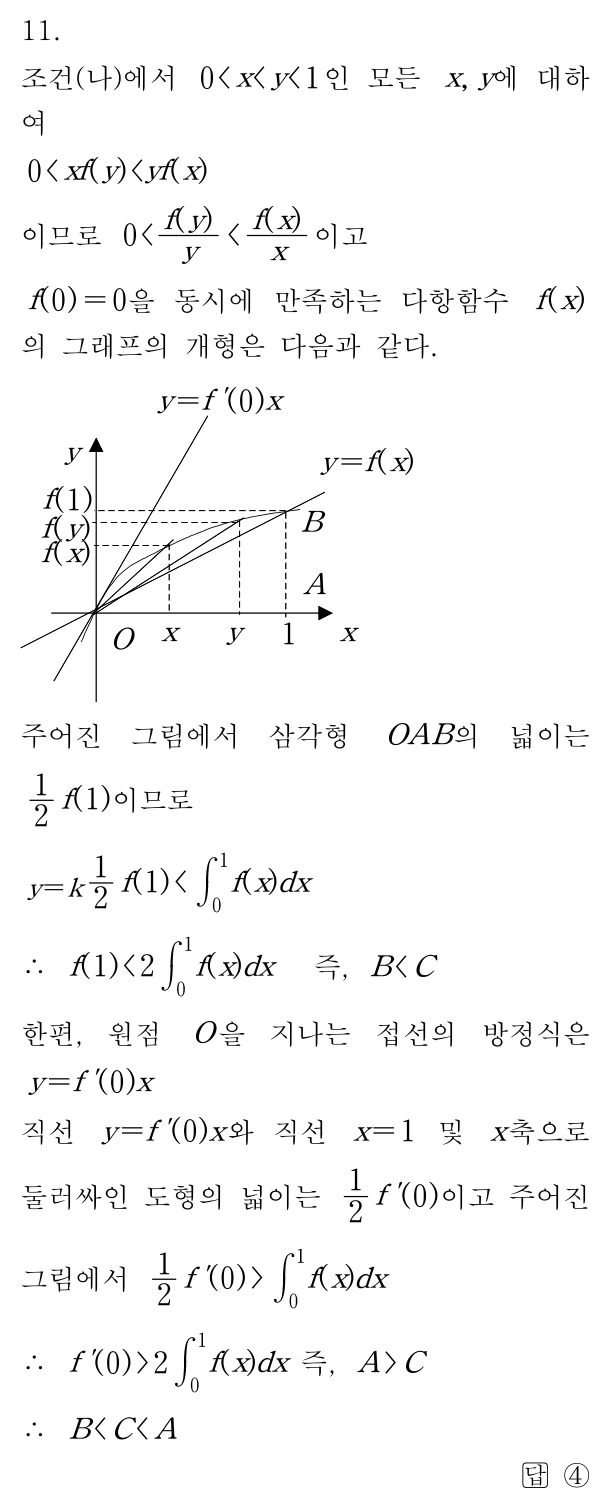 11.
조건(나)에서 0<x<y<1인 모든 x, y에 대하
여
0<xf(y)<yf(x)
이므로 0<f(y)/y<f(x)/x이고
f(0)=0을 동시에 만족하는 다항함수 f(x)
의 그래프의 개형은 다음과 같다.
y=f'(0)x
y
y=f(x)
f(1)
B
f(y)
f(x)
A
O x y 1 x
주어진 그림에서 삼각형 OAB의 넓이는
1/2 f(1)이므로
y=k 1/2 f(1)<∫₀¹f(x)dx
∴ f(1)<2∫₀¹f(x)dx 즉, B<C
한편, 원점 O을 지나는 접선의 방정식은
y=f'(0)x
직선 y=f'(0)x와 직선 x=1 및 x축으로
둘러싸인 도형의 넓이는 1/2 f'(0)이고 주어진
그림에서 1/2 f'(0)>∫₀¹f(x)dx
∴ f'(0)>2∫₀¹f(x)dx 즉, A>C
∴ B<C<A
답 ④